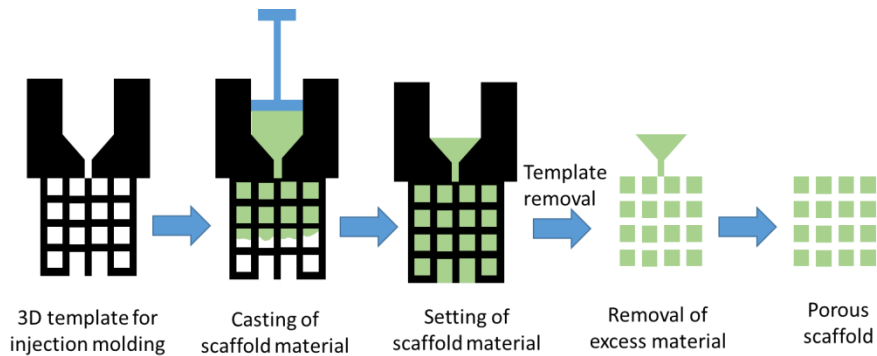 Template
removal
3D template for
injection molding
Casting of
scaffold material
Setting of
scaffold material
Removal of
excess material
Porous
scaffold